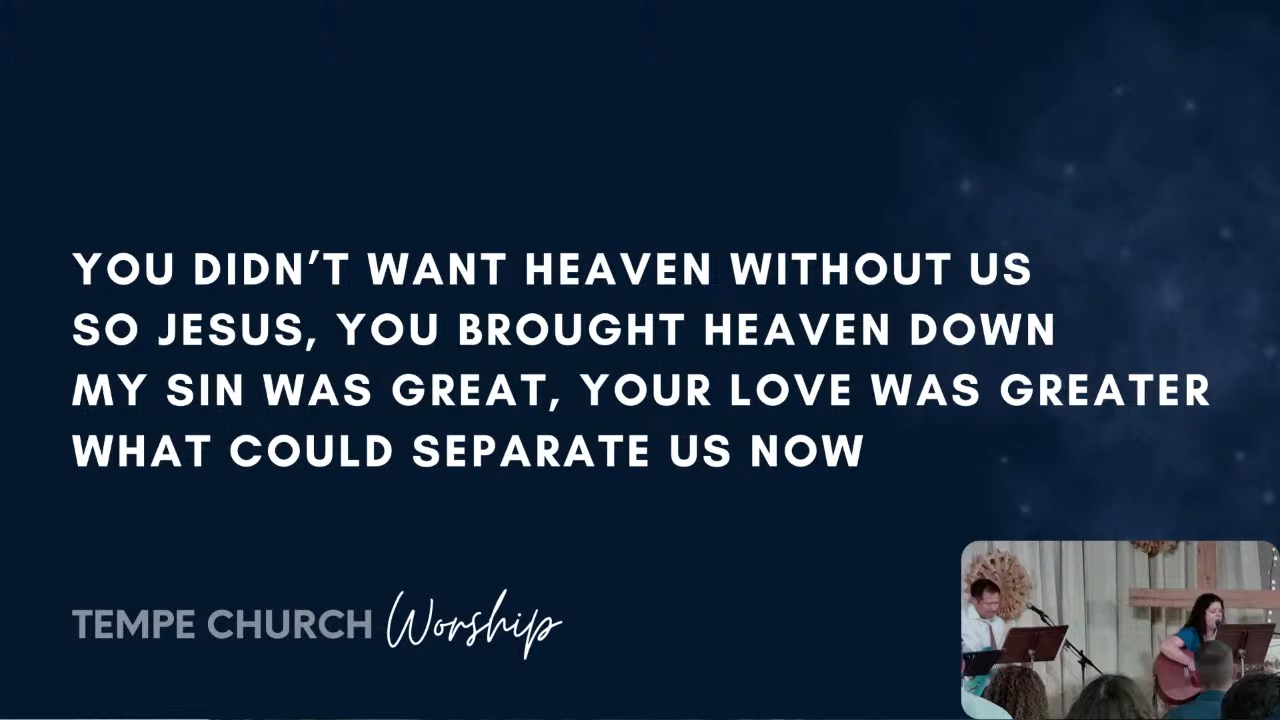 YOU DIDN'T WANT HEAVEN WITHOUT US
SO JESUS, YOU BROUGHT HEAVEN DOWN
MY SIN WAS GREAT, YOUR LOVE WAS GREATER
WHAT COULD SEPARATE US NOW
TEMPE CHURCH Worship